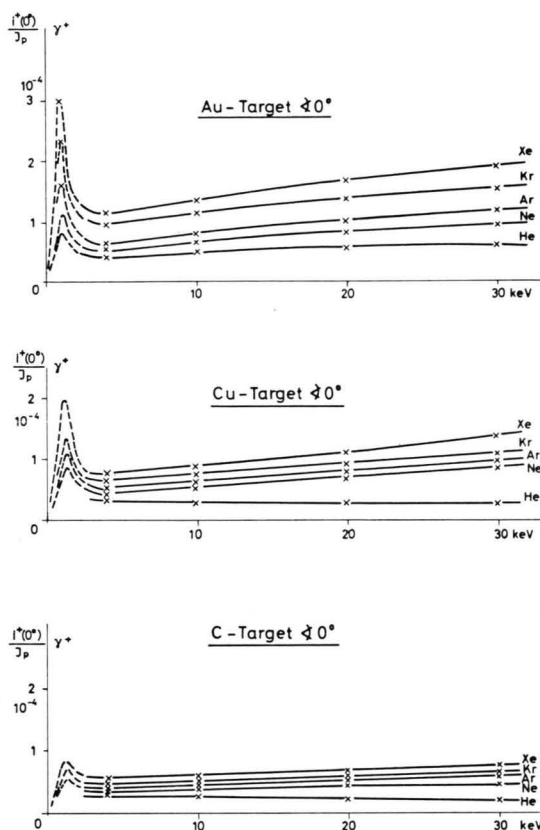 i⁺(0°)
Jₚ
γ⁺
10⁻⁴
3
2
1
0
Au-Target ∢0°
Xe
Kr
Ar
Ne
He
10
20
30 keV
i⁺(0°)
Jₚ
γ⁺
2
10⁻⁴
1
0
Cu-Target ∢0°
Xe
Kr
Ar
Ne
He
10
20
30 keV
i⁺(0°)
Jₚ
γ⁺
2
10⁻⁴
1
0
C-Target ∢0°
Xe
Kr
Ar
Ne
He
10
20
30 keV